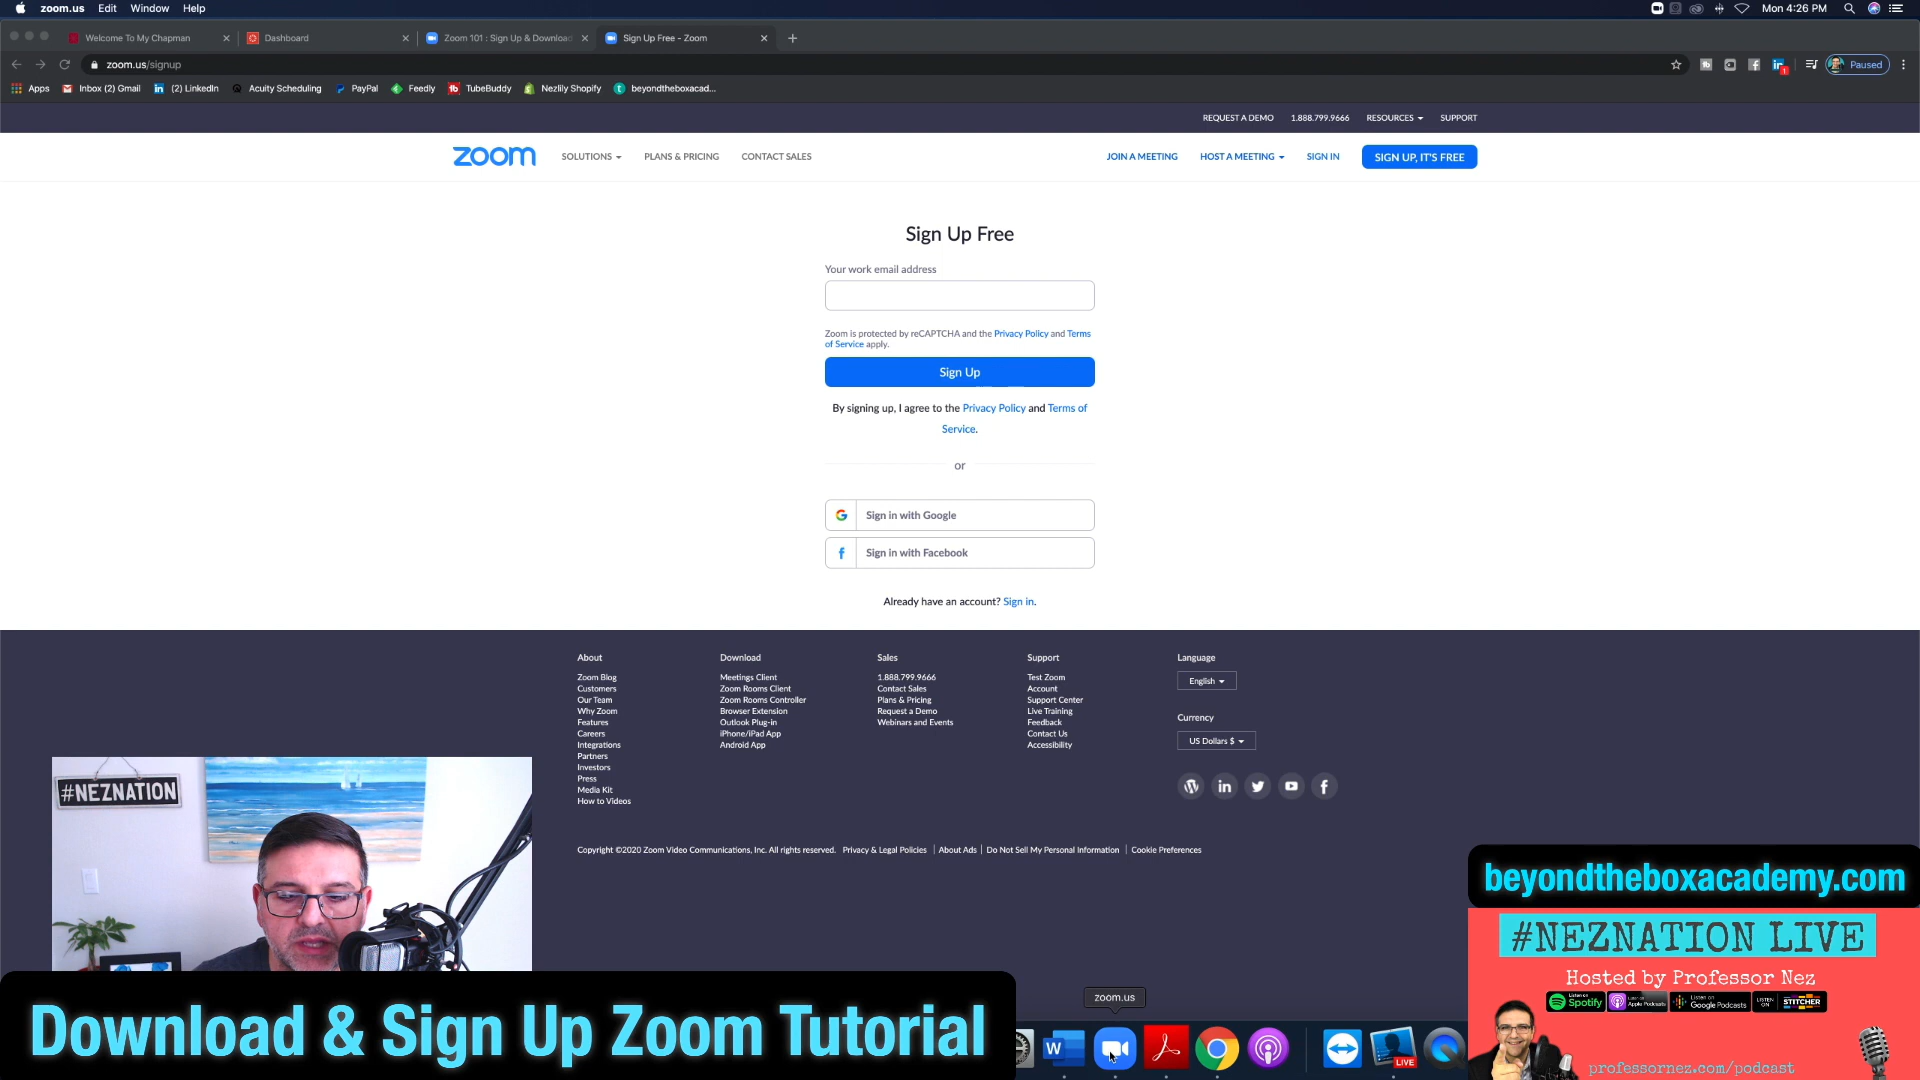 zoom.us Edit Window Help
Mon 4:26 PM
Welcome To My Chapman
Dashboard
Zoom 101 : Sign Up & Download
Sign Up Free - Zoom
zoom.us/signup
Paused
Apps
Inbox (2) Gmail
(2) LinkedIn
Acuity Scheduling
PayPal
Feedly
TubeBuddy
Nezlily Shopify
beyondtheboxacad...
REQUEST A DEMO 1.888.799.9666 RESOURCES SUPPORT
zoom SOLUTIONS PLANS & PRICING CONTACT SALES
JOIN A MEETING HOST A MEETING SIGN IN SIGN UP, IT'S FREE
Sign Up Free
Your work email address
Zoom is protected by reCAPTCHA and the Privacy Policy and Terms
of Service apply.
Sign Up
By signing up, I agree to the Privacy Policy and Terms of
Service.
or
Sign in with Google
Sign in with Facebook
Already have an account? Sign in.
About
Zoom Blog
Customers
Our Team
Why Zoom
Features
Careers
Integrations
Partners
Investors
Press
Media Kit
How to Videos
Download
Meetings Client
Zoom Rooms Client
Zoom Rooms Controller
Browser Extension
Outlook Plug-in
iPhone/iPad App
Android App
Sales
1.888.799.9666
Contact Sales
Plans & Pricing
Request a Demo
Webinars and Events
Support
Test Zoom
Account
Support Center
Live Training
Feedback
Contact Us
Accessibility
Language
English
Currency
US Dollars $
Copyright ©2020 Zoom Video Communications, Inc. All rights reserved. Privacy & Legal Policies | About Ads | Do Not Sell My Personal Information | Cookie Preferences
#NEZNATION
beyondtheboxacademy.com
#NEZNATION LIVE
Hosted by Professor Nez
Listen on Spotify
Listen on Apple Podcasts
Listen on Google Podcasts
LISTEN ON STITCHER
professornez.com/podcast
zoom.us
W
LIVE
Download & Sign Up Zoom Tutorial